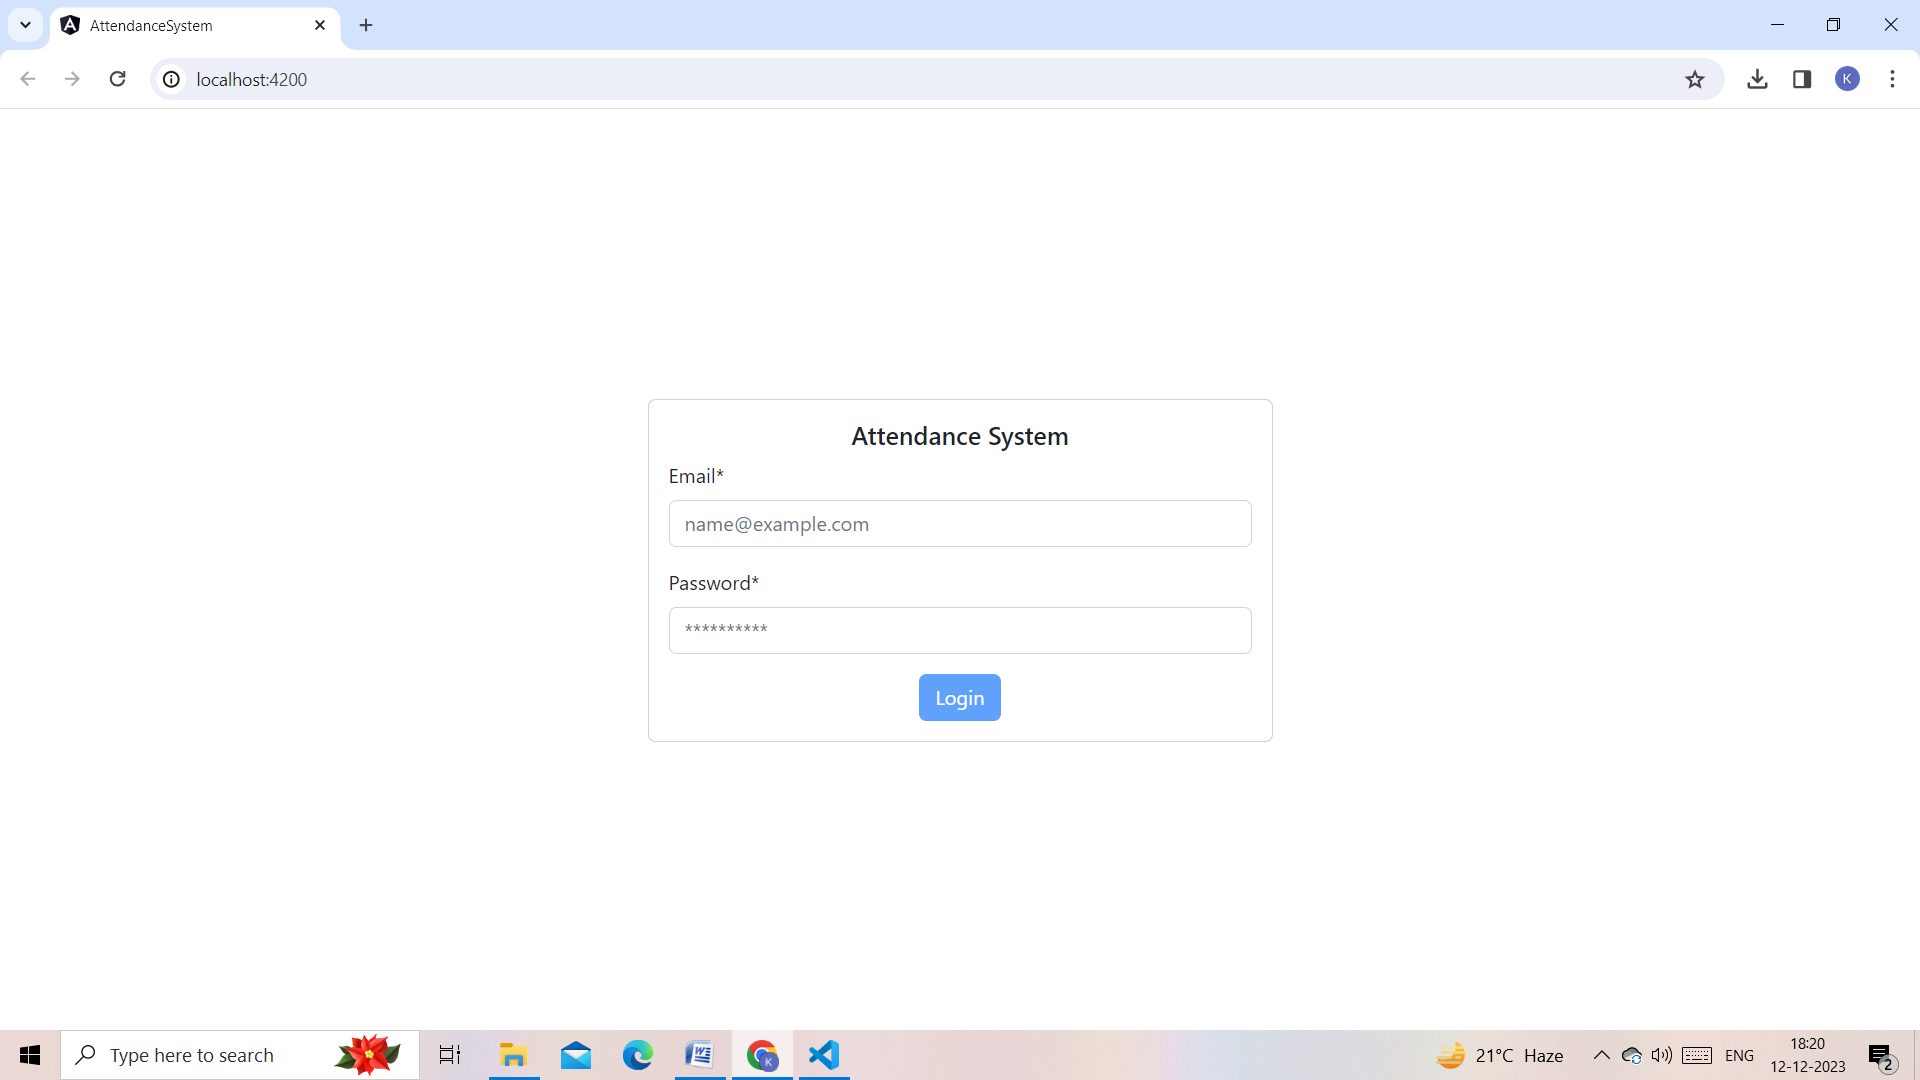 AttendanceSystem
localhost:4200
K
Attendance System
Email*
name@example.com
Password*
**********
Login
Type here to search
K
21°C Haze
ENG
18:20
12-12-2023
2